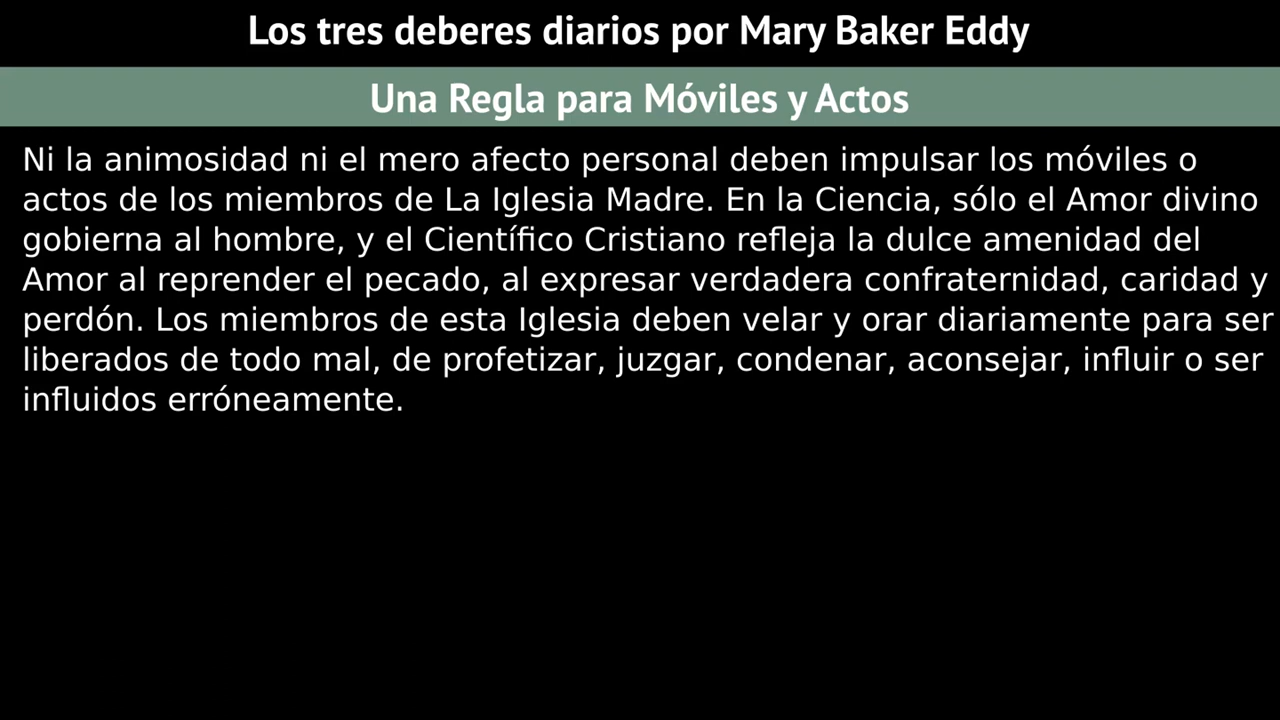 Los tres deberes diarios por Mary Baker Eddy
Una Regla para Móviles y Actos
Ni la animosidad ni el mero afecto personal deben impulsar los móviles o
actos de los miembros de La Iglesia Madre. En la Ciencia, sólo el Amor divino
gobierna al hombre, y el Científico Cristiano refleja la dulce amenidad del
Amor al reprender el pecado, al expresar verdadera confraternidad, caridad y
perdón. Los miembros de esta Iglesia deben velar y orar diariamente para ser
liberados de todo mal, de profetizar, juzgar, condenar, aconsejar, influir o ser
influidos erróneamente.